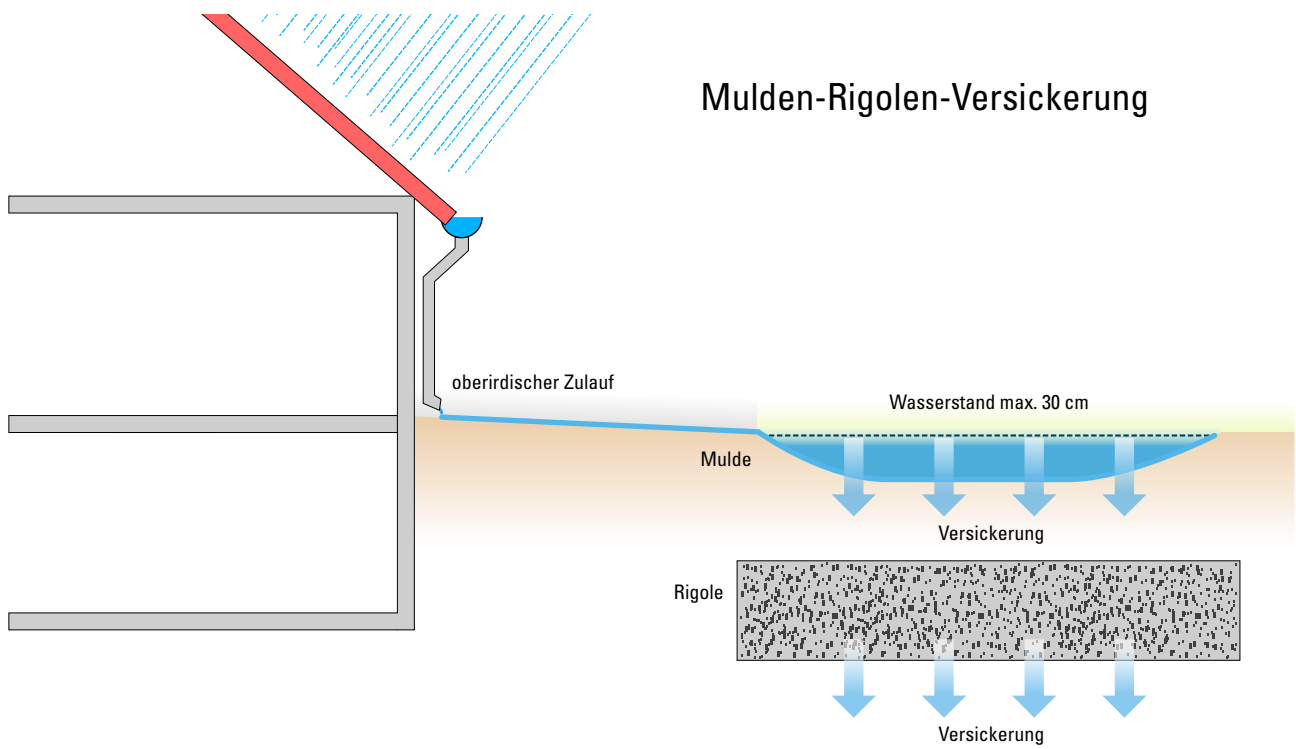 Mulden-Rigolen-Versickerung
oberirdischer Zulauf
Wasserstand max. 30 cm
Mulde
Versickerung
Rigole
Versickerung